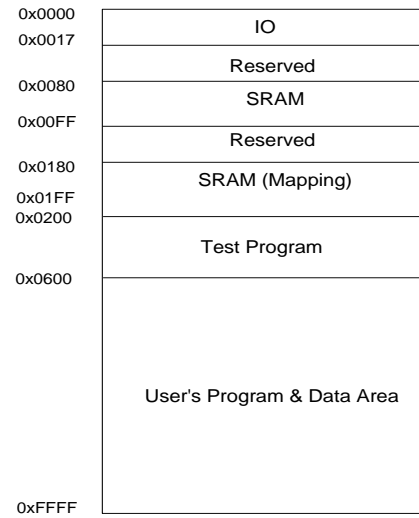 0x0000
IO
0x0017
Reserved
0x0080
SRAM
0x00FF
Reserved
0x0180
SRAM (Mapping)
0x01FF
0x0200
Test Program
0x0600
User's Program & Data Area
0xFFFF